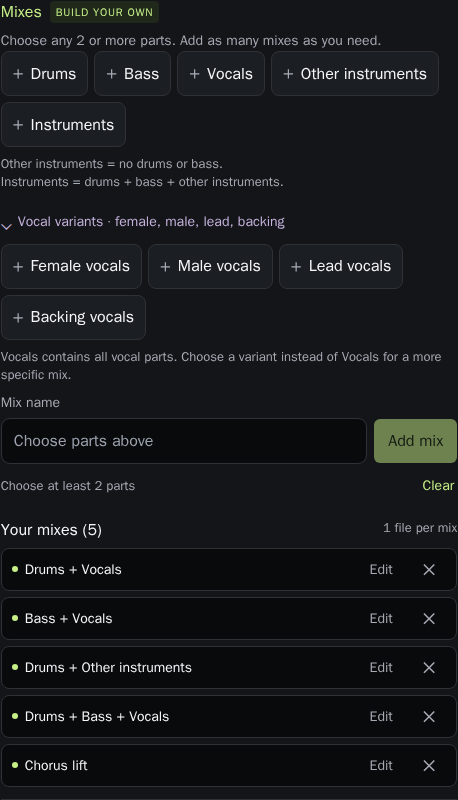 Mixes BUILD YOUR OWN
Choose any 2 or more parts. Add as many mixes as you need.
+ Drums + Bass + Vocals + Other instruments
+ Instruments
Other instruments = no drums or bass.
Instruments = drums + bass + other instruments.
Vocal variants · female, male, lead, backing
+ Female vocals + Male vocals + Lead vocals
+ Backing vocals
Vocals contains all vocal parts. Choose a variant instead of Vocals for a more
specific mix.
Mix name
Choose parts above Add mix
Choose at least 2 parts Clear
Your mixes (5) 1 file per mix
Drums + Vocals Edit
Bass + Vocals Edit
Drums + Other instruments Edit
Drums + Bass + Vocals Edit
Chorus lift Edit